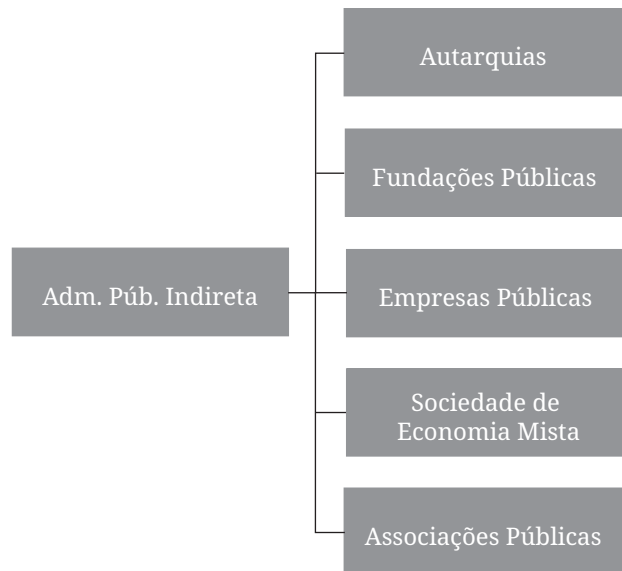 Autarquias
Fundações Públicas
Adm. Púb. Indireta
Empresas Públicas
Sociedade de
Economia Mista
Associações Públicas